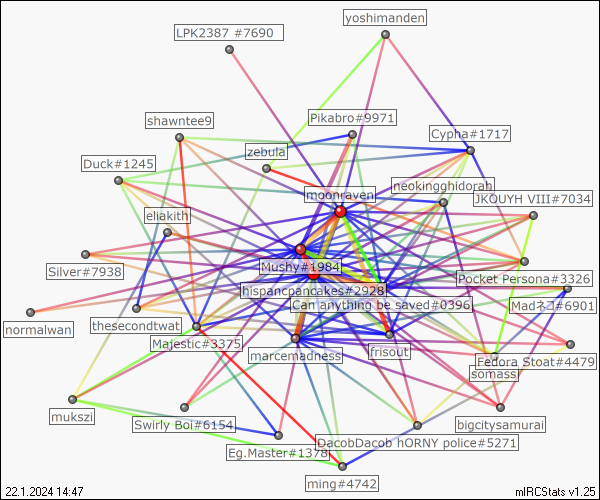 yoshimanden
LPK2387 #7690
shawntee9
Pikabro#9971
Cypha#1717
zebula
Duck#1245
moonraven
neokingghidorah
JKOUYH VIII#7034
eliakith
Silver#7938
Mushy#1984
Pocket Persona#3326
hispancpancakes#2928
Can anything be saved#0396
Madネコ#6901
normalwan
thesecondtwat
Majestic#3375
marcemadness
frisout
Fedora Stoat#4479
somass
mukszi
Swirly Boi#6154
bigcitysamurai
DacobDacob hORNY police#5271
Eg.Master#1378
ming#4742
22.1.2024 14:47
mIRCStats v1.25